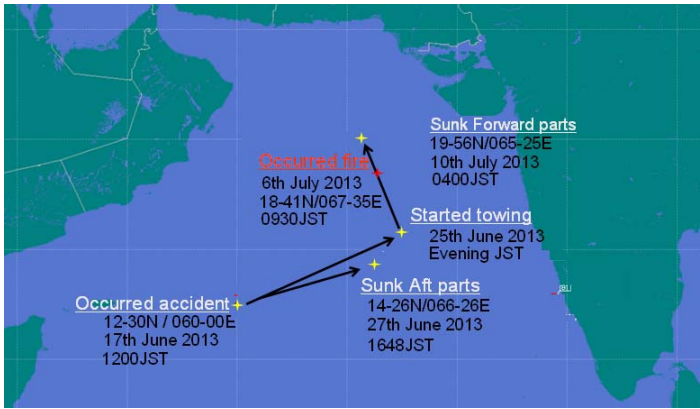 Sunk Forward parts
19-56N/065-25E
10th July 2013
0400JST
Occurred fire
6th July 2013
18-41N/067-35E
0930JST
Started towing
25th June 2013
Evening JST
Sunk Aft parts
14-26N/066-26E
27th June 2013
1648JST
Occurred accident
12-30N / 060-00E
17th June 2013
1200JST